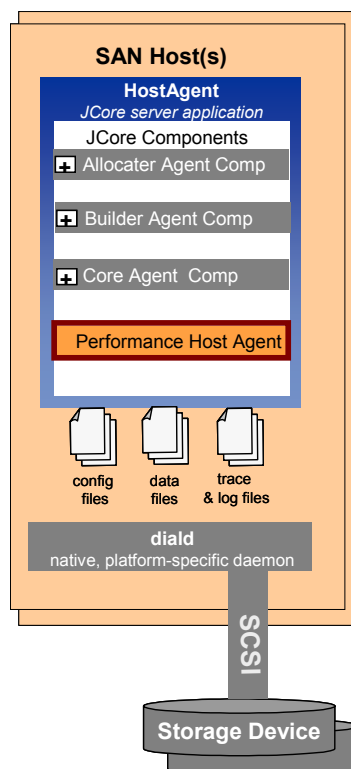 SAN Host(s)
HostAgent
JCore server application
JCore Components
+ Allocater Agent Comp
+ Builder Agent Comp
+ Core Agent Comp
Performance Host Agent
config files
data files
trace & log files
diald
native, platform-specific daemon
SCSI
Storage Device